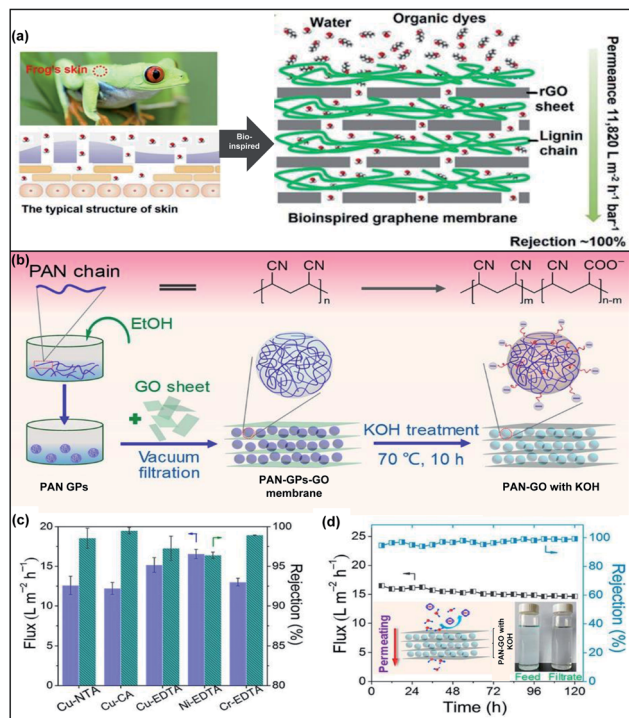 (a)
Frog's skin
The typical structure of skin
Bio-
inspired
Water
Organic dyes
rGO
sheet
Lignin
chain
Bioinspired graphene membrane
Permeance 11,820 L m⁻² h⁻¹ bar⁻¹
Rejection ~100%
(b)
PAN chain
CN CN
n
CN CN CN COO⁻
m n-m
EtOH
GO sheet
+
Vacuum
filtration
KOH treatment
70 °C, 10 h
PAN GPs
PAN-GPs-GO
membrane
PAN-GO with KOH
(c)
Flux (L m⁻² h⁻¹)
20
15
10
5
0
Rejection (%)
100
95
90
85
80
Cu-NTA
Cu-CA
Cu-EDTA
Ni-EDTA
Cr-EDTA
(d)
Flux (L m⁻² h⁻¹)
25
20
15
10
5
0
Rejection (%)
100
80
60
40
20
0
Permeating
PAN-GO with
KOH
Feed Filtrate
0 24 48 72 96 120
Time (h)